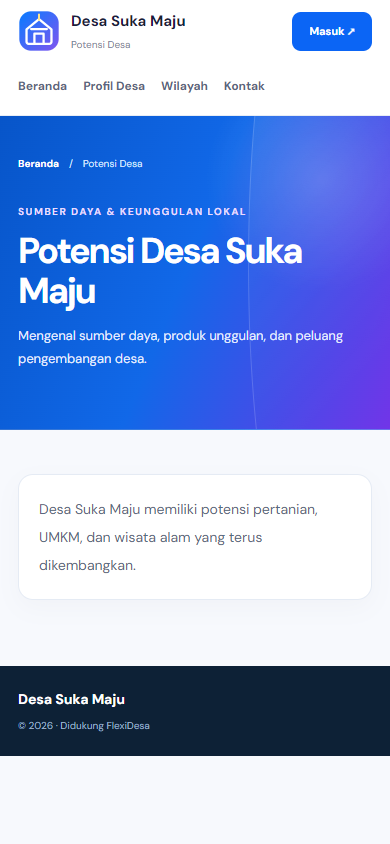 Desa Suka Maju
Potensi Desa
Masuk ↗
Beranda Profil Desa Wilayah Kontak
Beranda / Potensi Desa
SUMBER DAYA & KEUNGGULAN LOKAL
Potensi Desa Suka
Maju
Mengenal sumber daya, produk unggulan, dan peluang
pengembangan desa.
Desa Suka Maju memiliki potensi pertanian,
UMKM, dan wisata alam yang terus
dikembangkan.
Desa Suka Maju
© 2026 · Didukung FlexiDesa